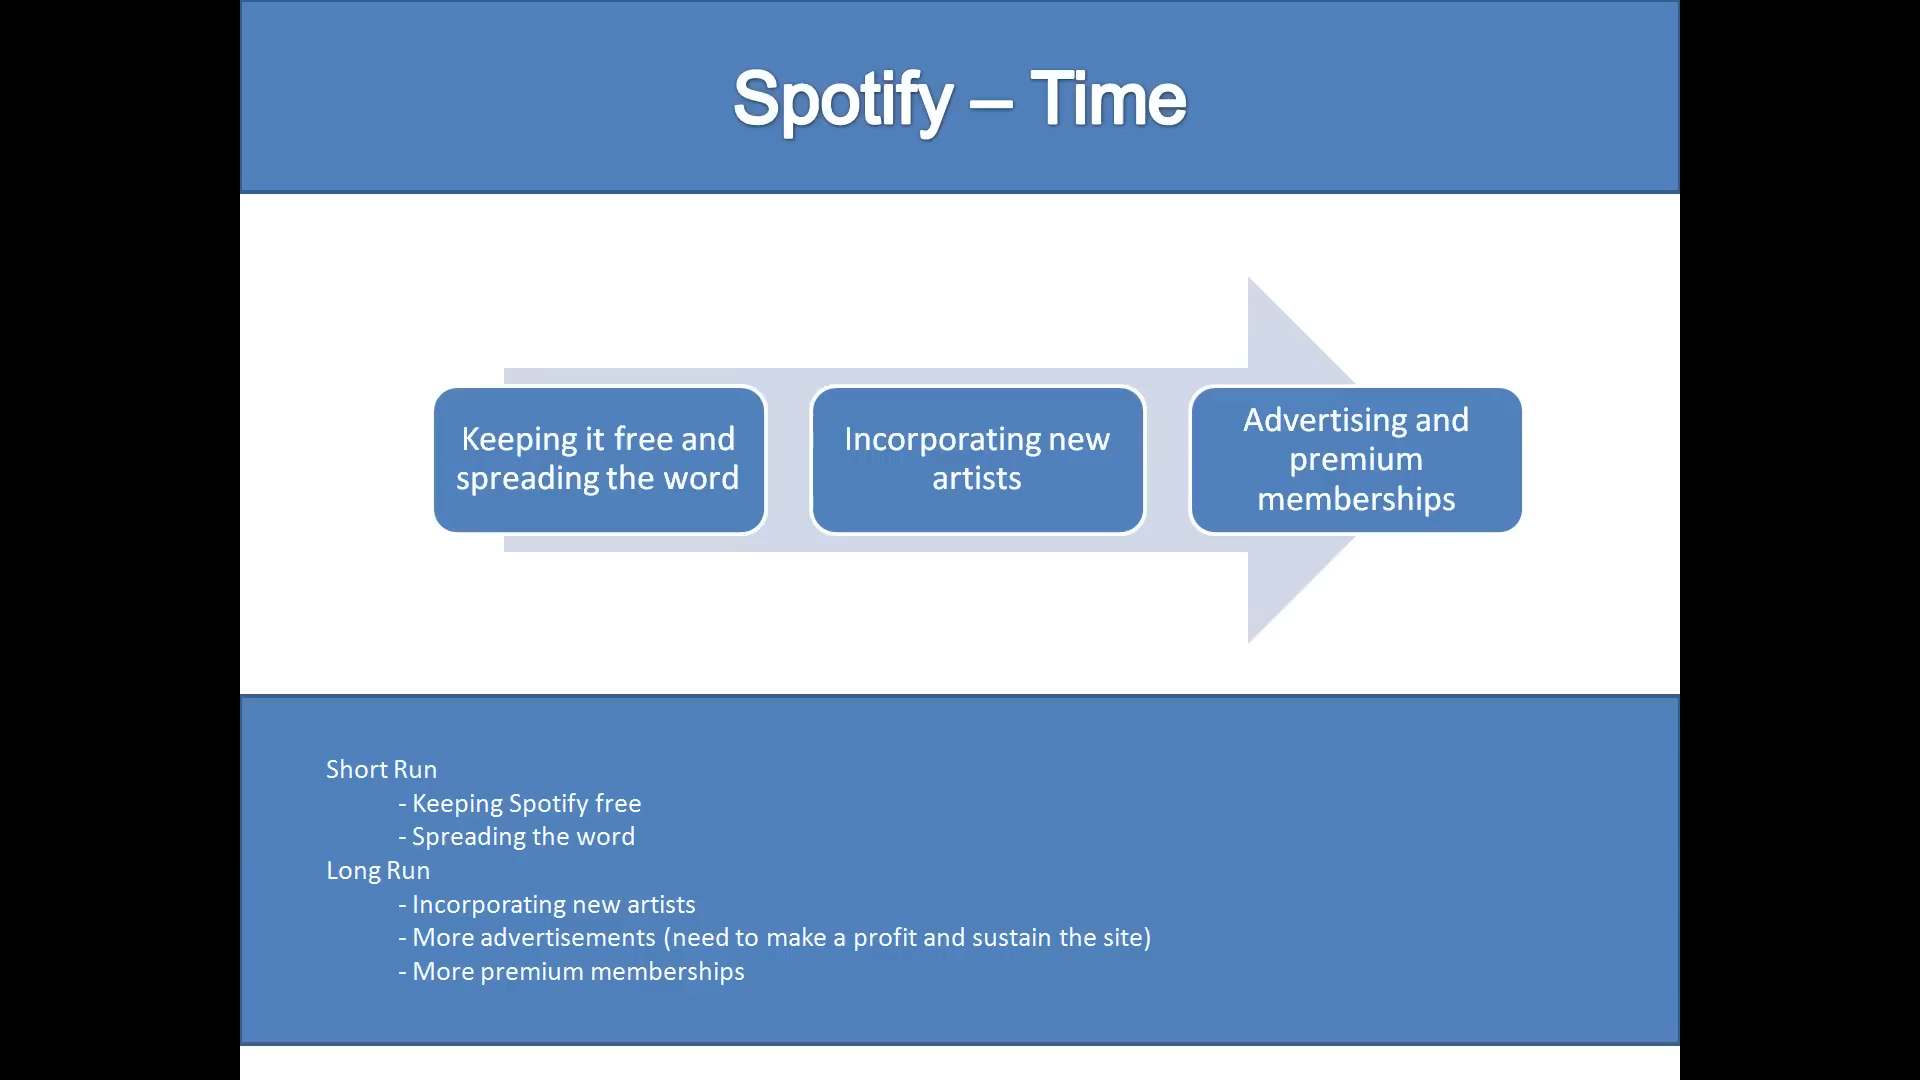 Spotify – Time
Keeping it free and
spreading the word
Incorporating new
artists
Advertising and
premium
memberships
Short Run
- Keeping Spotify free
- Spreading the word
Long Run
- Incorporating new artists
- More advertisements (need to make a profit and sustain the site)
- More premium memberships